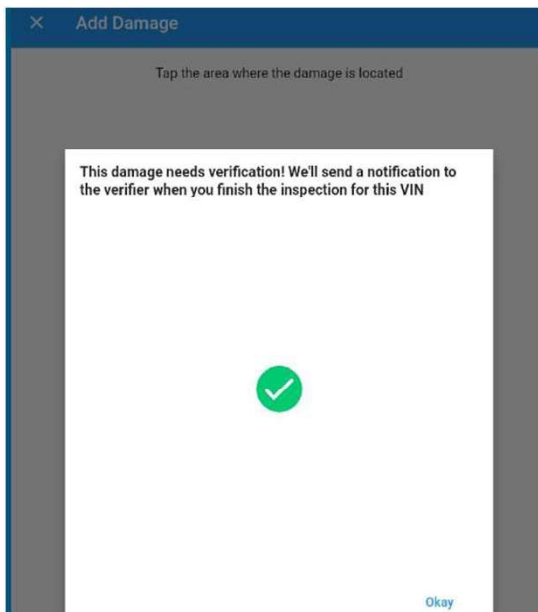 Add Damage
Tap the area where the damage is located
This damage needs verification! We'll send a notification to
the verifier when you finish the inspection for this VIN
Okay